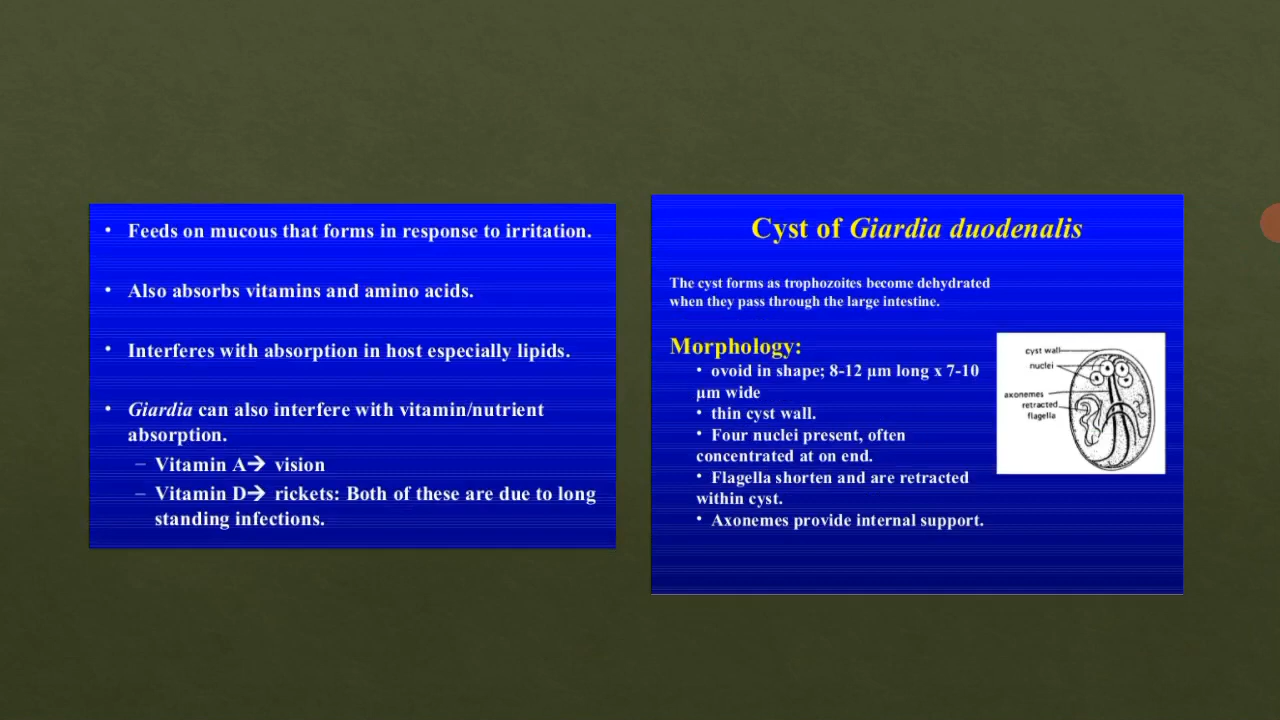 • Feeds on mucous that forms in response to irritation.
• Also absorbs vitamins and amino acids.
• Interferes with absorption in host especially lipids.
• Giardia can also interfere with vitamin/nutrient
absorption.
– Vitamin A→ vision
– Vitamin D→ rickets: Both of these are due to long
standing infections.
Cyst of Giardia duodenalis
The cyst forms as trophozoites become dehydrated
when they pass through the large intestine.
Morphology:
• ovoid in shape; 8-12 µm long x 7-10
µm wide
• thin cyst wall.
• Four nuclei present, often
concentrated at on end.
• Flagella shorten and are retracted
within cyst.
• Axonemes provide internal support.
cyst wall
nuclei
axonemes
retracted
flagella